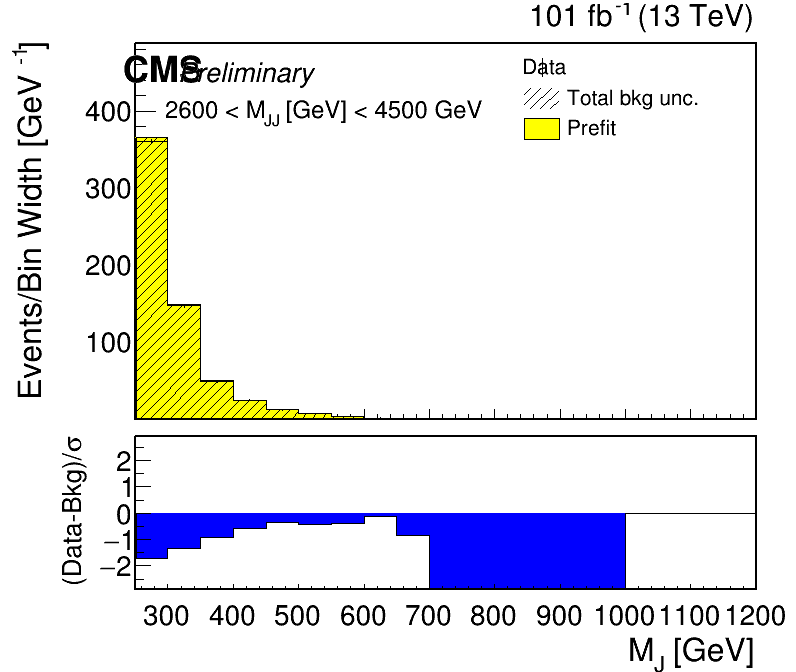 101 fb⁻¹ (13 TeV)
CMS Preliminary
2600 < M_JJ [GeV] < 4500 GeV
Data
Total bkg unc.
Prefit
Events/Bin Width [GeV⁻¹]
400
300
200
100
(Data-Bkg)/σ
2
1
0
−1
−2
300 400 500 600 700 800 900 1000 1100 1200
M_J [GeV]